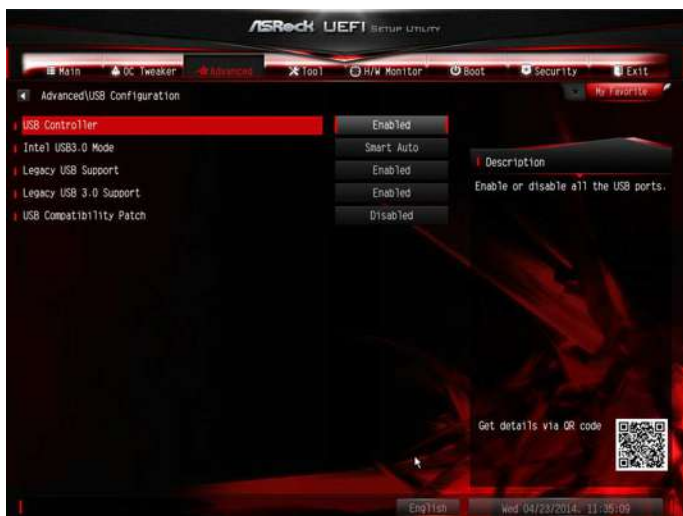 ASRock UEFI SETUP UTILITY
Main OC Tweaker Advanced Tool H/W Monitor Boot Security Exit
Advanced\USB Configuration My Favorite
USB Controller Enabled
Intel USB3.0 Mode Smart Auto
Legacy USB Support Enabled
Legacy USB 3.0 Support Enabled
USB Compatibility Patch Disabled
Description
Enable or disable all the USB ports.
Get details via QR code
English Wed 04/23/2014. 11:35:09